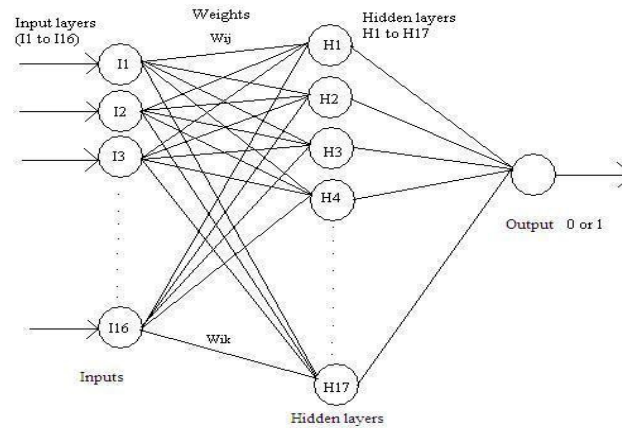 Input layers
(I1 to I16)
Weights
Wij
Hidden layers
H1 to H17
I1
H1
I2
H2
I3
H3
H4
Output 0 or 1
I16
Wik
H17
Inputs
Hidden layers